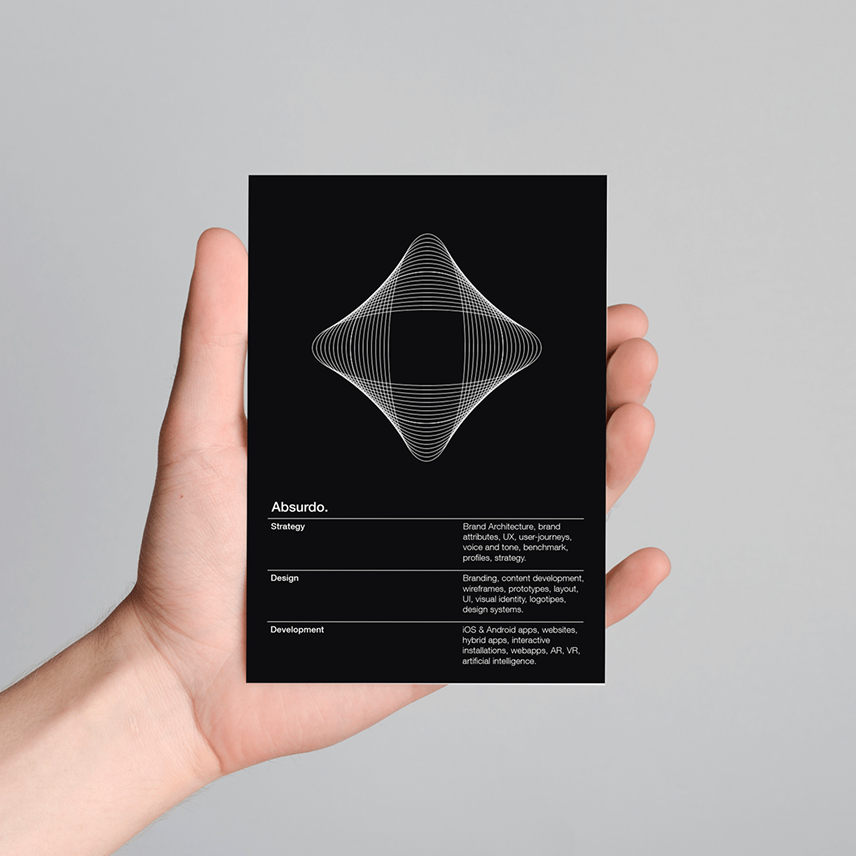 Absurdo.
Strategy
Brand Architecture, brand
attributes, UX, user-journeys,
voice and tone, benchmark,
profiles, strategy.
Design
Branding, content development,
wireframes, prototypes, layout,
UI, visual identity, logotipes,
design systems.
Development
iOS & Android apps, websites,
hybrid apps, interactive
installations, webapps, AR, VR,
artificial intelligence.